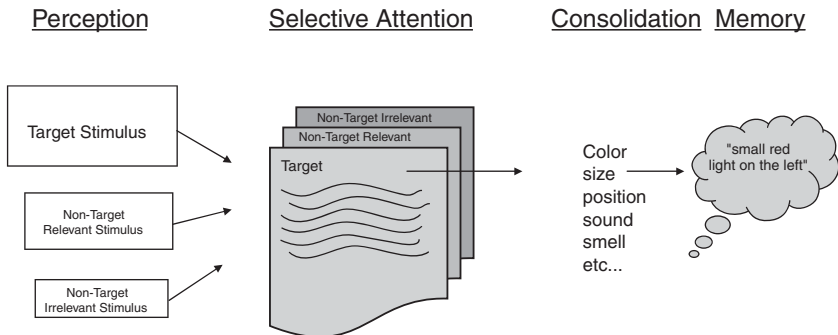 Perception
Selective Attention
Consolidation Memory
Target Stimulus
Non-Target
Relevant Stimulus
Non-Target
Irrelevant Stimulus
Non-Target Irrelevant
Non-Target Relevant
Target
Color
size
position
sound
smell
etc...
"small red
light on the left"